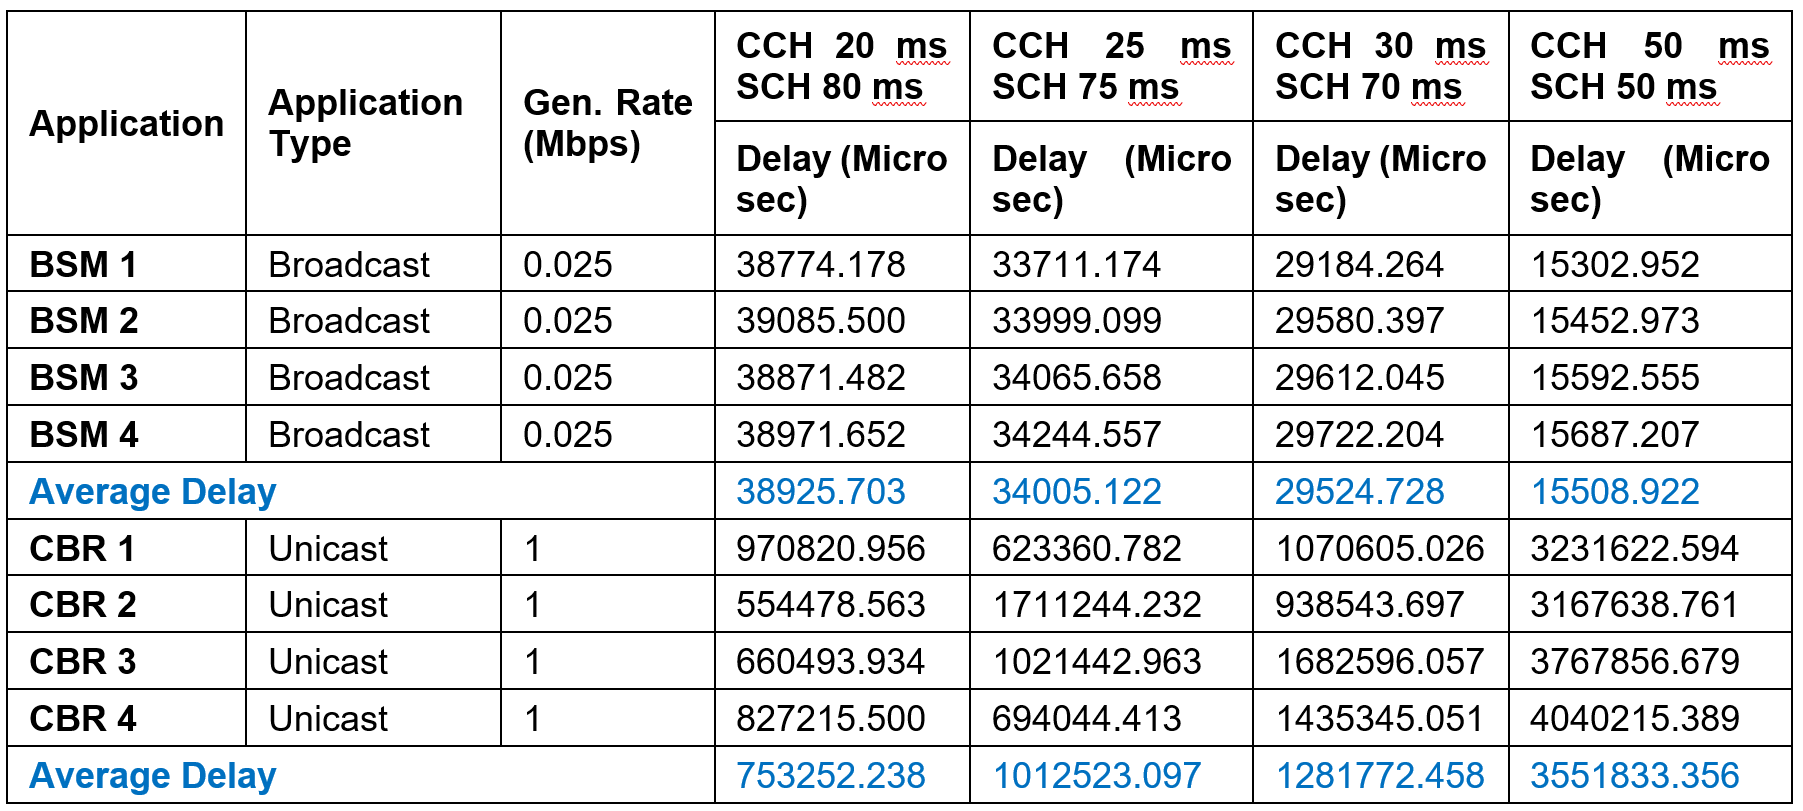 Application | Application Type | Gen. Rate (Mbps) | CCH 20 ms SCH 80 ms | CCH 25 ms SCH 75 ms | CCH 30 ms SCH 70 ms | CCH 50 ms SCH 50 ms
Delay (Micro sec) | Delay (Micro sec) | Delay (Micro sec) | Delay (Micro sec)
BSM 1 | Broadcast | 0.025 | 38774.178 | 33711.174 | 29184.264 | 15302.952
BSM 2 | Broadcast | 0.025 | 39085.500 | 33999.099 | 29580.397 | 15452.973
BSM 3 | Broadcast | 0.025 | 38871.482 | 34065.658 | 29612.045 | 15592.555
BSM 4 | Broadcast | 0.025 | 38971.652 | 34244.557 | 29722.204 | 15687.207
Average Delay | 38925.703 | 34005.122 | 29524.728 | 15508.922
CBR 1 | Unicast | 1 | 970820.956 | 623360.782 | 1070605.026 | 3231622.594
CBR 2 | Unicast | 1 | 554478.563 | 1711244.232 | 938543.697 | 3167638.761
CBR 3 | Unicast | 1 | 660493.934 | 1021442.963 | 1682596.057 | 3767856.679
CBR 4 | Unicast | 1 | 827215.500 | 694044.413 | 1435345.051 | 4040215.389
Average Delay | 753252.238 | 1012523.097 | 1281772.458 | 3551833.356